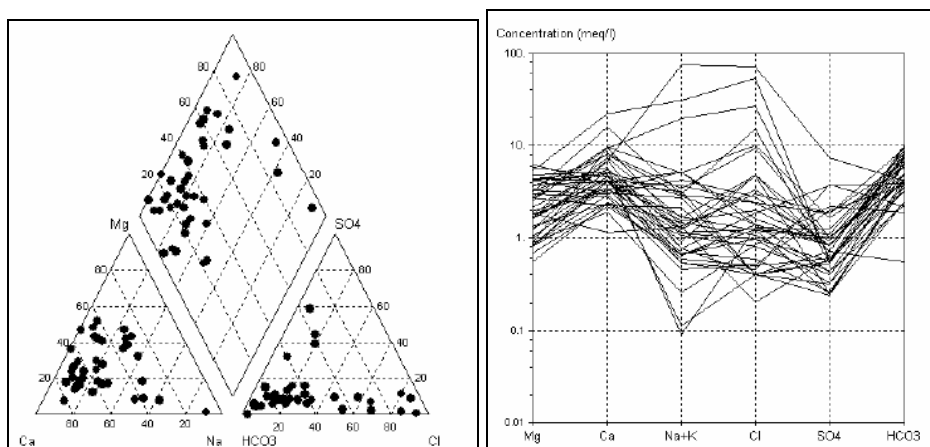 80 80
60 60
40 40
20 20
Mg SO4
80 80
60 60
40 40
20 20
80 60 40 20 20 40 60 80
Ca Na HCO3 Cl
Concentration (meq/l)
100.
10.
1.
0.1
0.01
Mg Ca Na+K Cl SO4 HCO3